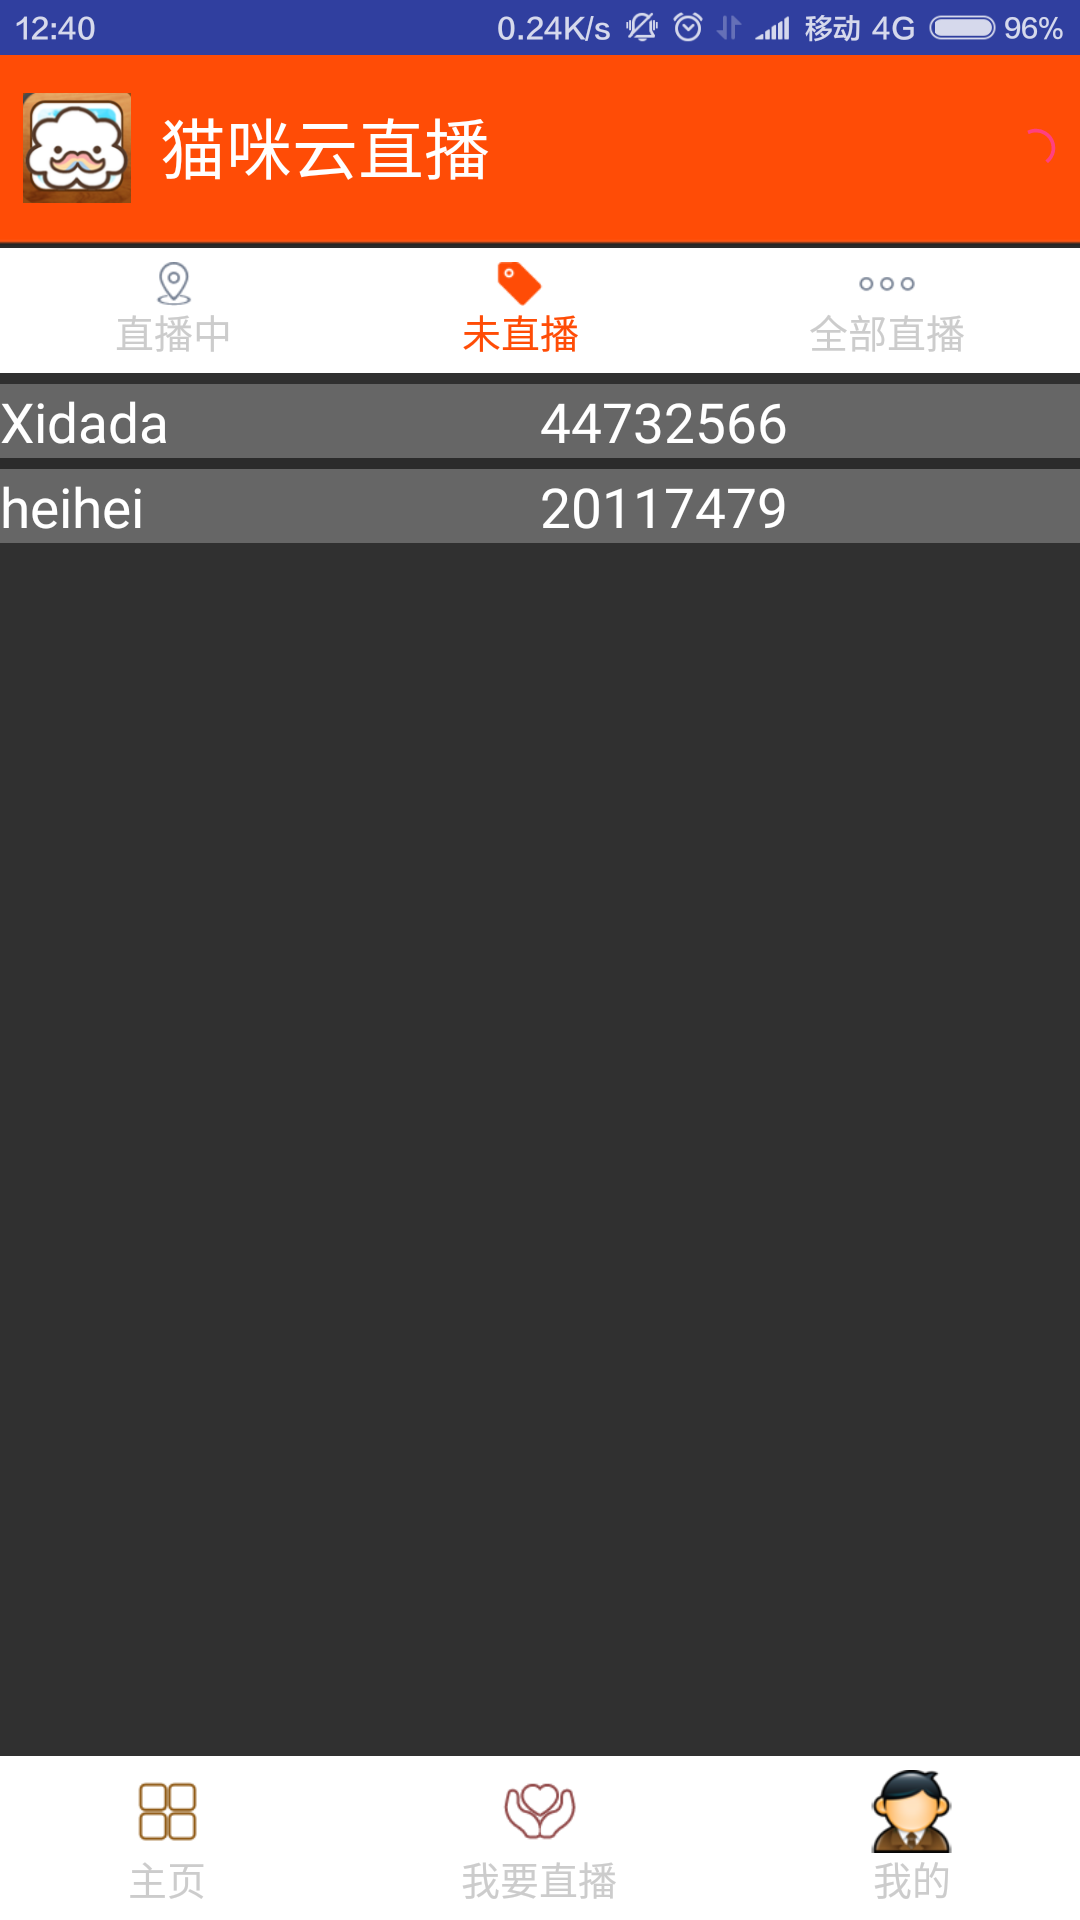 12:40 0.24K/s 移动 4G 96%
猫咪云直播
直播中 未直播 全部直播
Xidada 44732566
heihei 20117479
主页 我要直播 我的